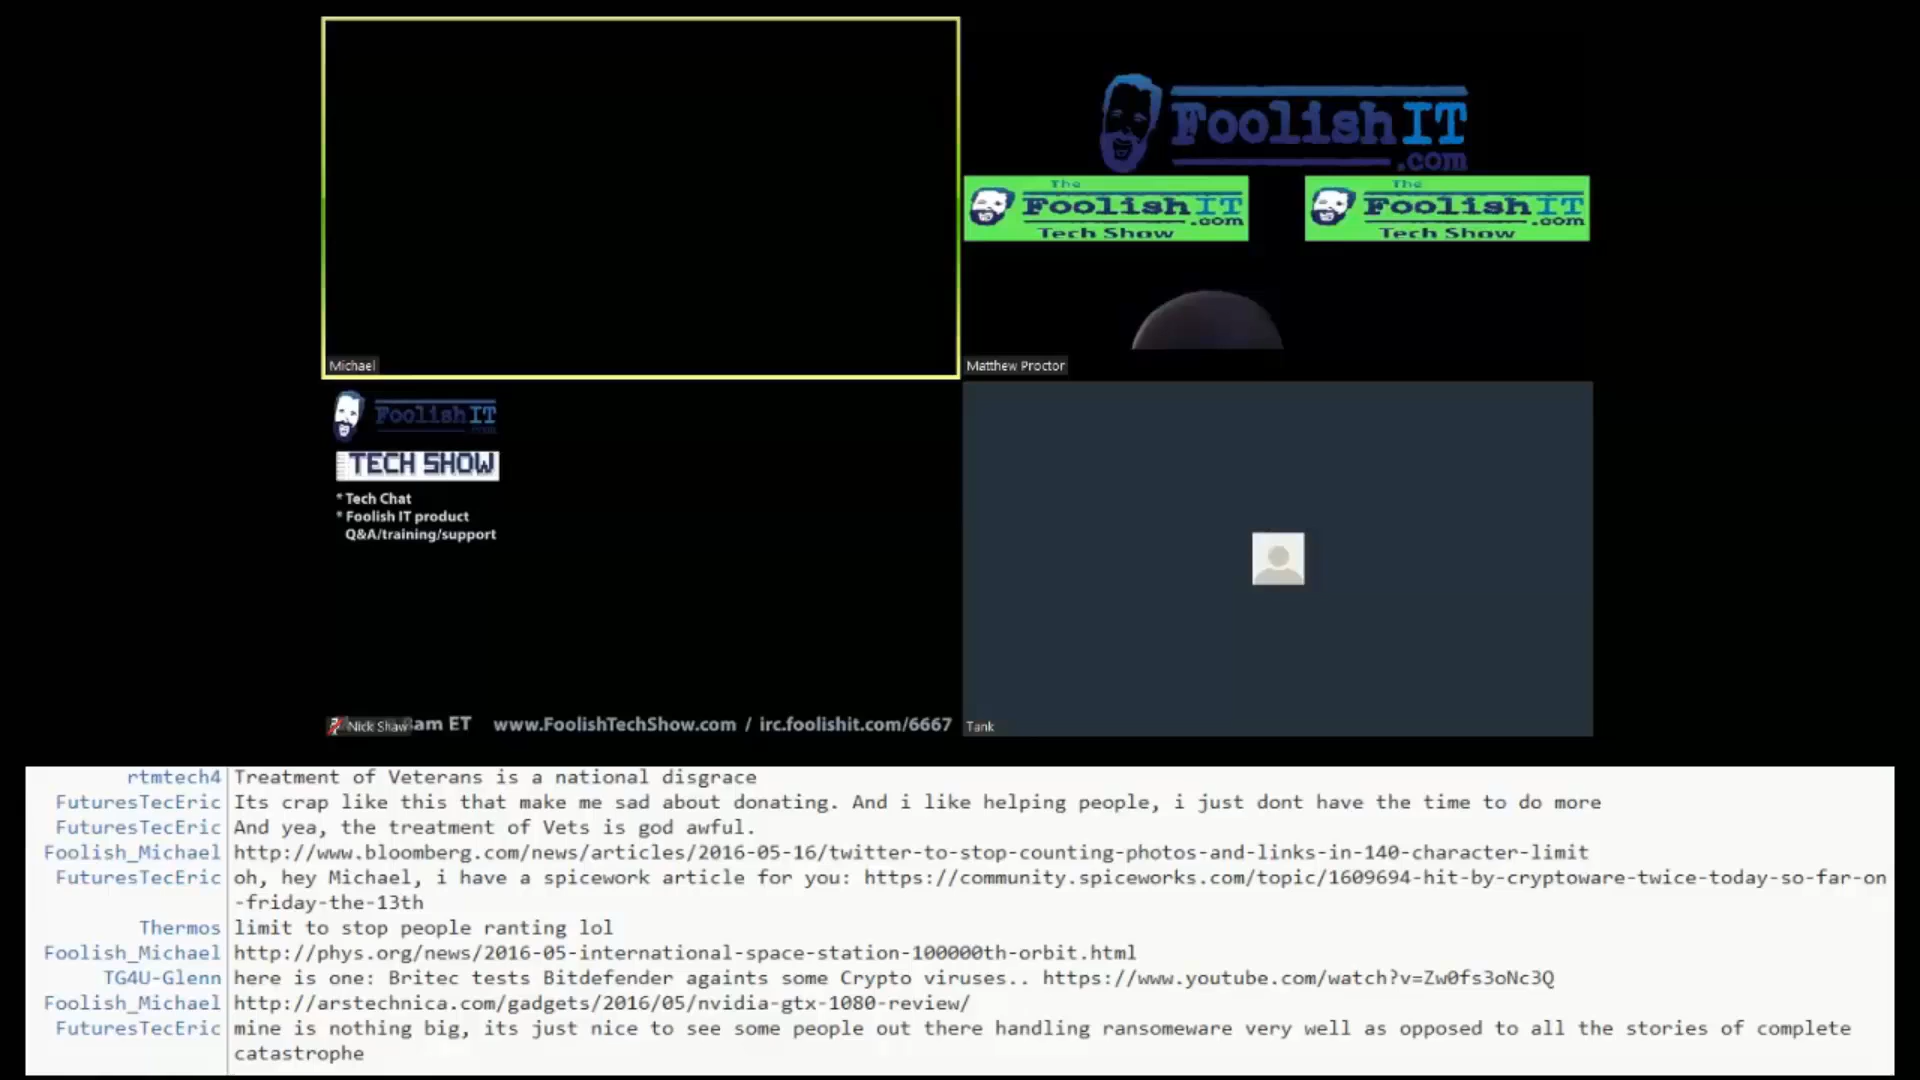 FoolishIT
.com
The
FoolishIT
.com
Tech Show
The
FoolishIT
.com
Tech Show
Michael
Matthew Proctor
FoolishIT
TECH SHOW
* Tech Chat
* Foolish IT product
Q&A/training/support
Nick Shaw am ET www.FoolishTechShow.com / irc.foolishit.com/6667
Tank
rtmtech4 Treatment of Veterans is a national disgrace
FuturesTecEric Its crap like this that make me sad about donating. And i like helping people, i just dont have the time to do more
FuturesTecEric And yea, the treatment of Vets is god awful.
Foolish_Michael http://www.bloomberg.com/news/articles/2016-05-16/twitter-to-stop-counting-photos-and-links-in-140-character-limit
FuturesTecEric oh, hey Michael, i have a spicework article for you: https://community.spiceworks.com/topic/1609694-hit-by-cryptoware-twice-today-so-far-on
-friday-the-13th
Thermos limit to stop people ranting lol
Foolish_Michael http://phys.org/news/2016-05-international-space-station-100000th-orbit.html
TG4U-Glenn here is one: Britec tests Bitdefender againts some Crypto viruses.. https://www.youtube.com/watch?v=Zw0fs3oNc3Q
Foolish_Michael http://arstechnica.com/gadgets/2016/05/nvidia-gtx-1080-review/
FuturesTecEric mine is nothing big, its just nice to see some people out there handling ransomeware very well as opposed to all the stories of complete
catastrophe